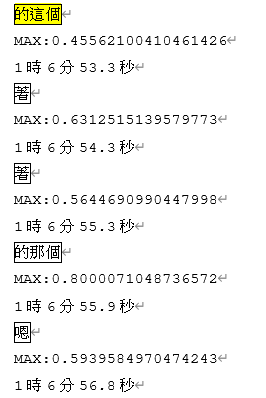 的這個
MAX:0.45562100410461426
1 時 6 分 53.3 秒
著
MAX:0.6312515139579773
1 時 6 分 54.3 秒
著
MAX:0.5644690990447998
1 時 6 分 55.3 秒
的那個
MAX:0.8000071048736572
1 時 6 分 55.9 秒
嗯
MAX:0.5939584970474243
1 時 6 分 56.8 秒